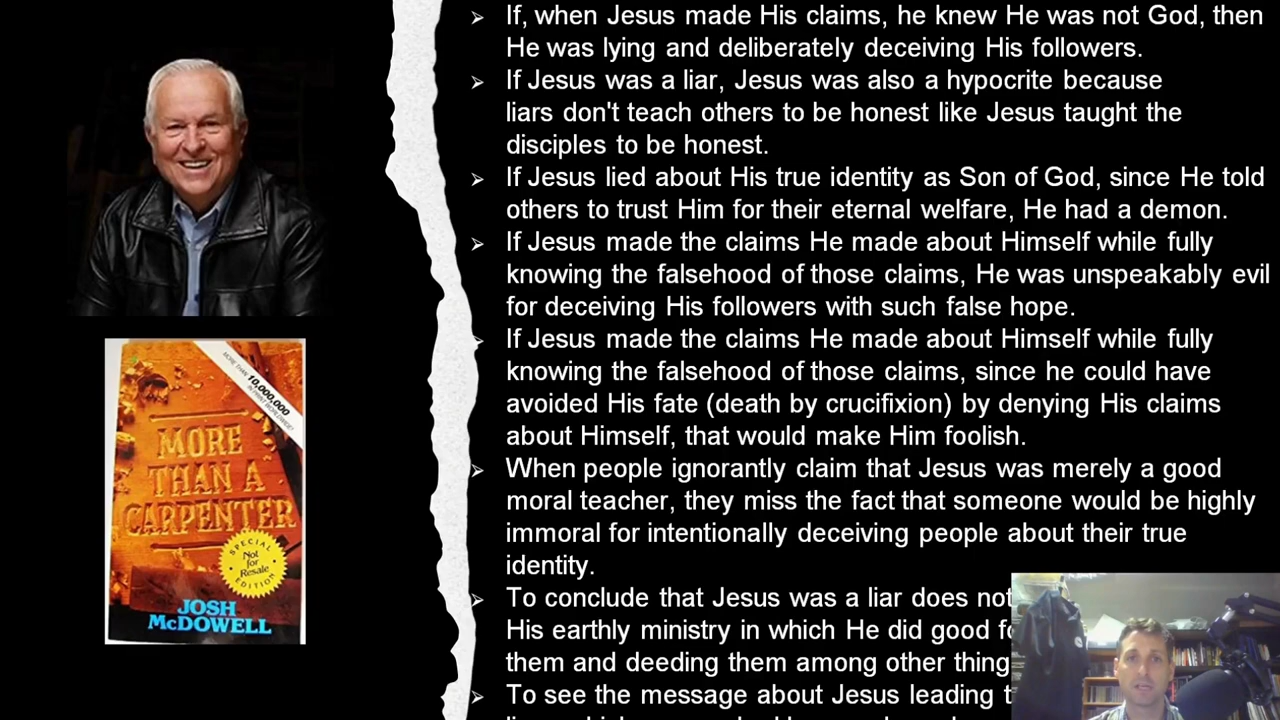 If, when Jesus made His claims, he knew He was not God, then
He was lying and deliberately deceiving His followers.
If Jesus was a liar, Jesus was also a hypocrite because
liars don't teach others to be honest like Jesus taught the
disciples to be honest.
If Jesus lied about His true identity as Son of God, since He told
others to trust Him for their eternal welfare, He had a demon.
If Jesus made the claims He made about Himself while fully
knowing the falsehood of those claims, He was unspeakably evil
for deceiving His followers with such false hope.
If Jesus made the claims He made about Himself while fully
knowing the falsehood of those claims, since he could have
avoided His fate (death by crucifixion) by denying His claims
about Himself, that would make Him foolish.
When people ignorantly claim that Jesus was merely a good
moral teacher, they miss the fact that someone would be highly
immoral for intentionally deceiving people about their true
identity.
To conclude that Jesus was a liar does not
His earthly ministry in which He did good
them and deeding them among other thing
To see the message about Jesus leading
MORE THAN
10,000,000
IN PRINT WORLDWIDE!
MORE
THAN A
CARPENTER
SPECIAL
Not
for
Resale
EDITION
JOSH
McDOWELL